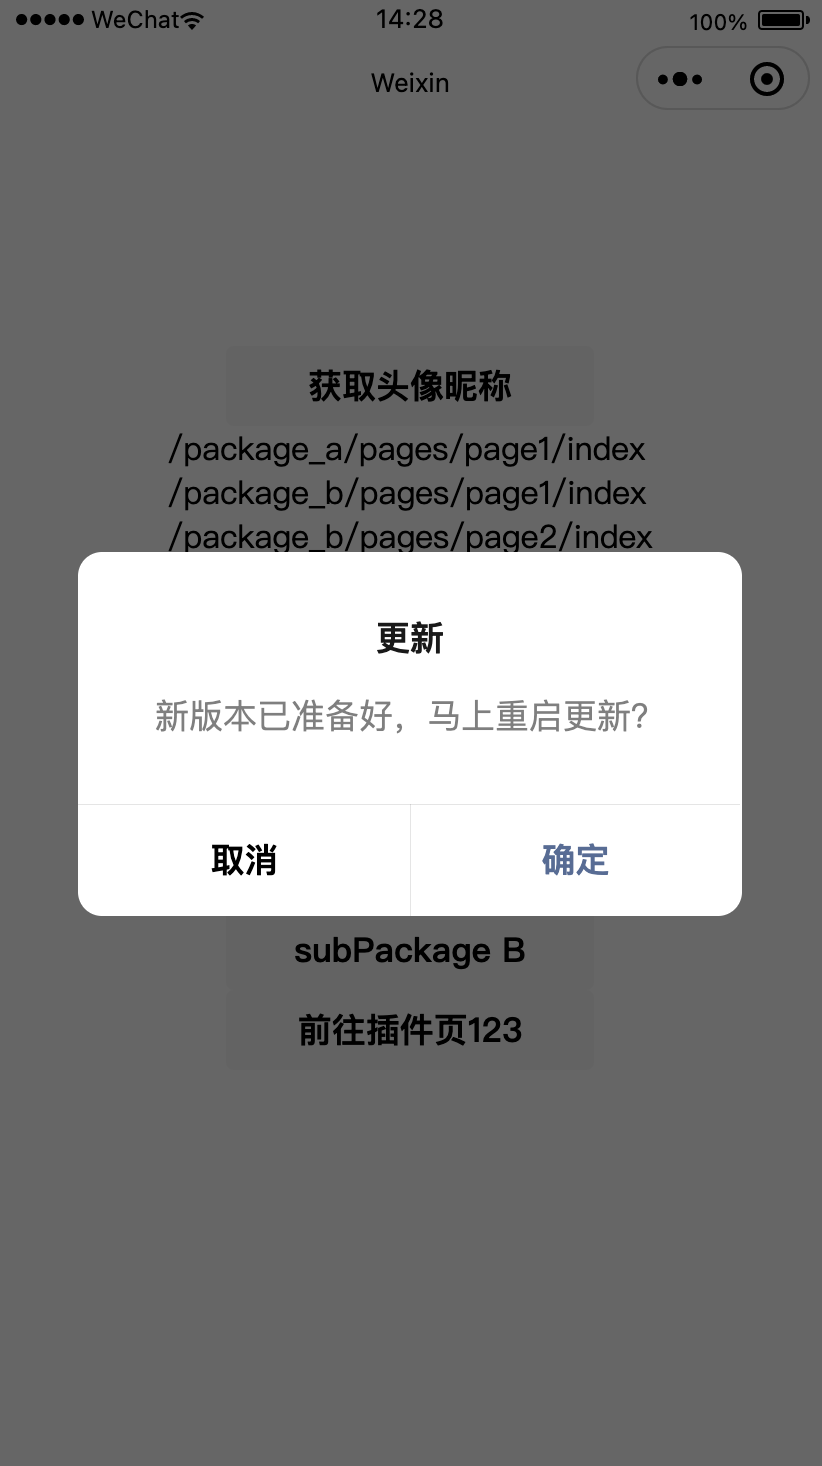 WeChat
14:28
100%
Weixin
获取头像昵称
/package_a/pages/page1/index
/package_b/pages/page1/index
/package_b/pages/page2/index
更新
新版本已准备好，马上重启更新？
取消
确定
subPackage B
前往插件页123